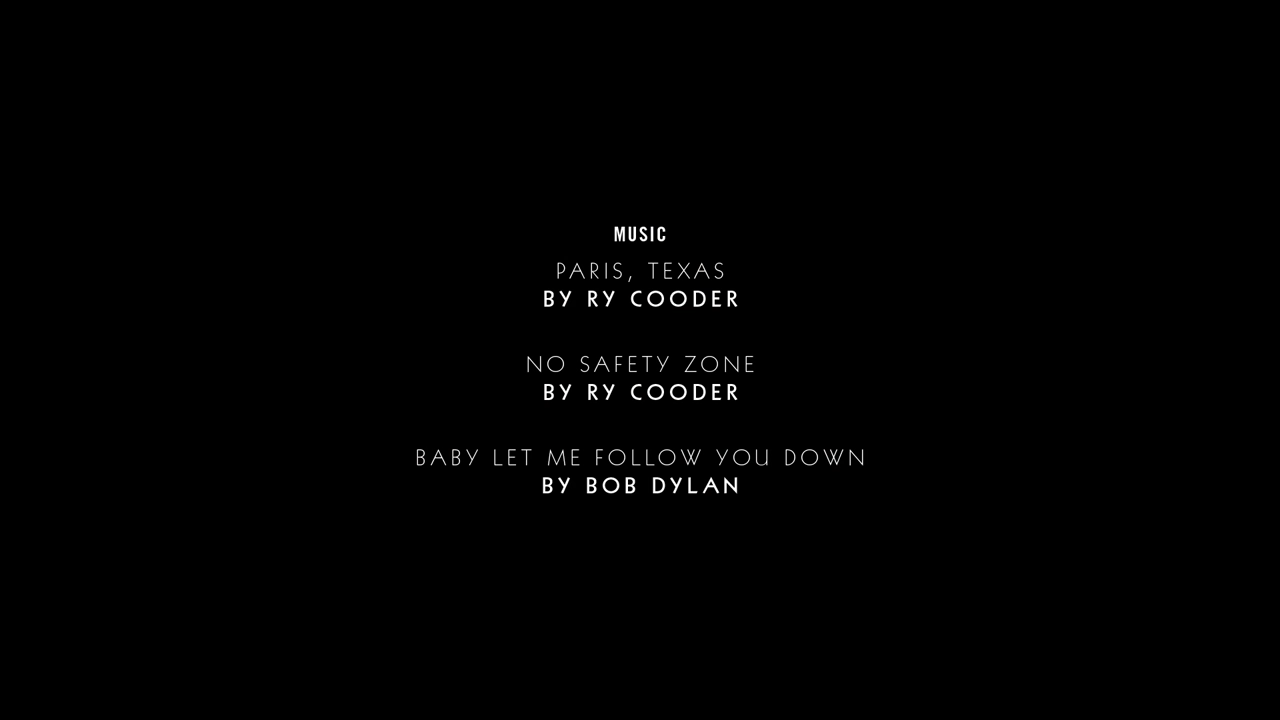 MUSIC
PARIS, TEXAS
BY RY COODER
NO SAFETY ZONE
BY RY COODER
BABY LET ME FOLLOW YOU DOWN
BY BOB DYLAN